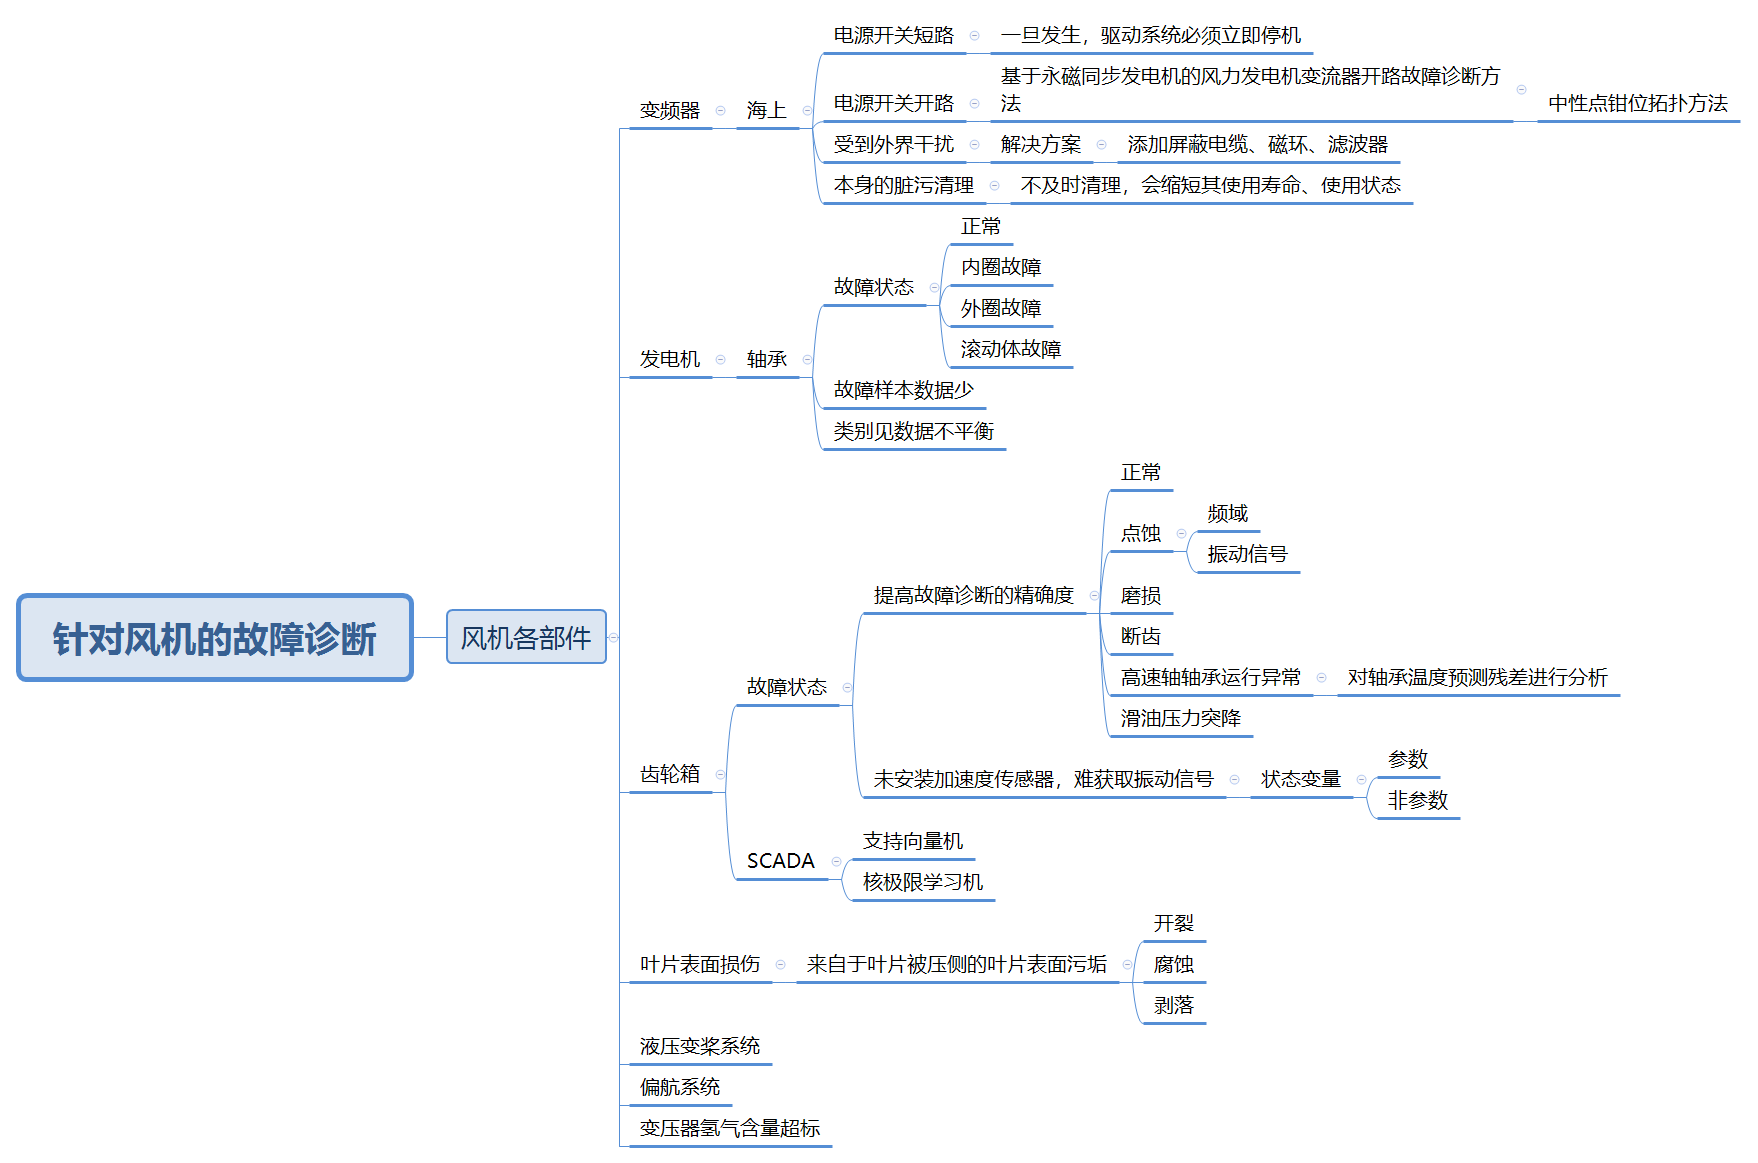 针对风机的故障诊断
风机各部件
变频器
海上
电源开关短路
一旦发生，驱动系统必须立即停机
电源开关开路
基于永磁同步发电机的风力发电机变流器开路故障诊断方
法
中性点钳位拓扑方法
受到外界干扰
解决方案
添加屏蔽电缆、磁环、滤波器
本身的脏污清理
不及时清理，会缩短其使用寿命、使用状态
发电机
轴承
故障状态
正常
内圈故障
外圈故障
滚动体故障
故障样本数据少
类别见数据不平衡
齿轮箱
故障状态
提高故障诊断的精确度
正常
点蚀
频域
振动信号
磨损
断齿
高速轴轴承运行异常
对轴承温度预测残差进行分析
滑油压力突降
未安装加速度传感器，难获取振动信号
状态变量
参数
非参数
SCADA
支持向量机
核极限学习机
叶片表面损伤
来自于叶片被压侧的叶片表面污垢
开裂
腐蚀
剥落
液压变桨系统
偏航系统
变压器氢气含量超标